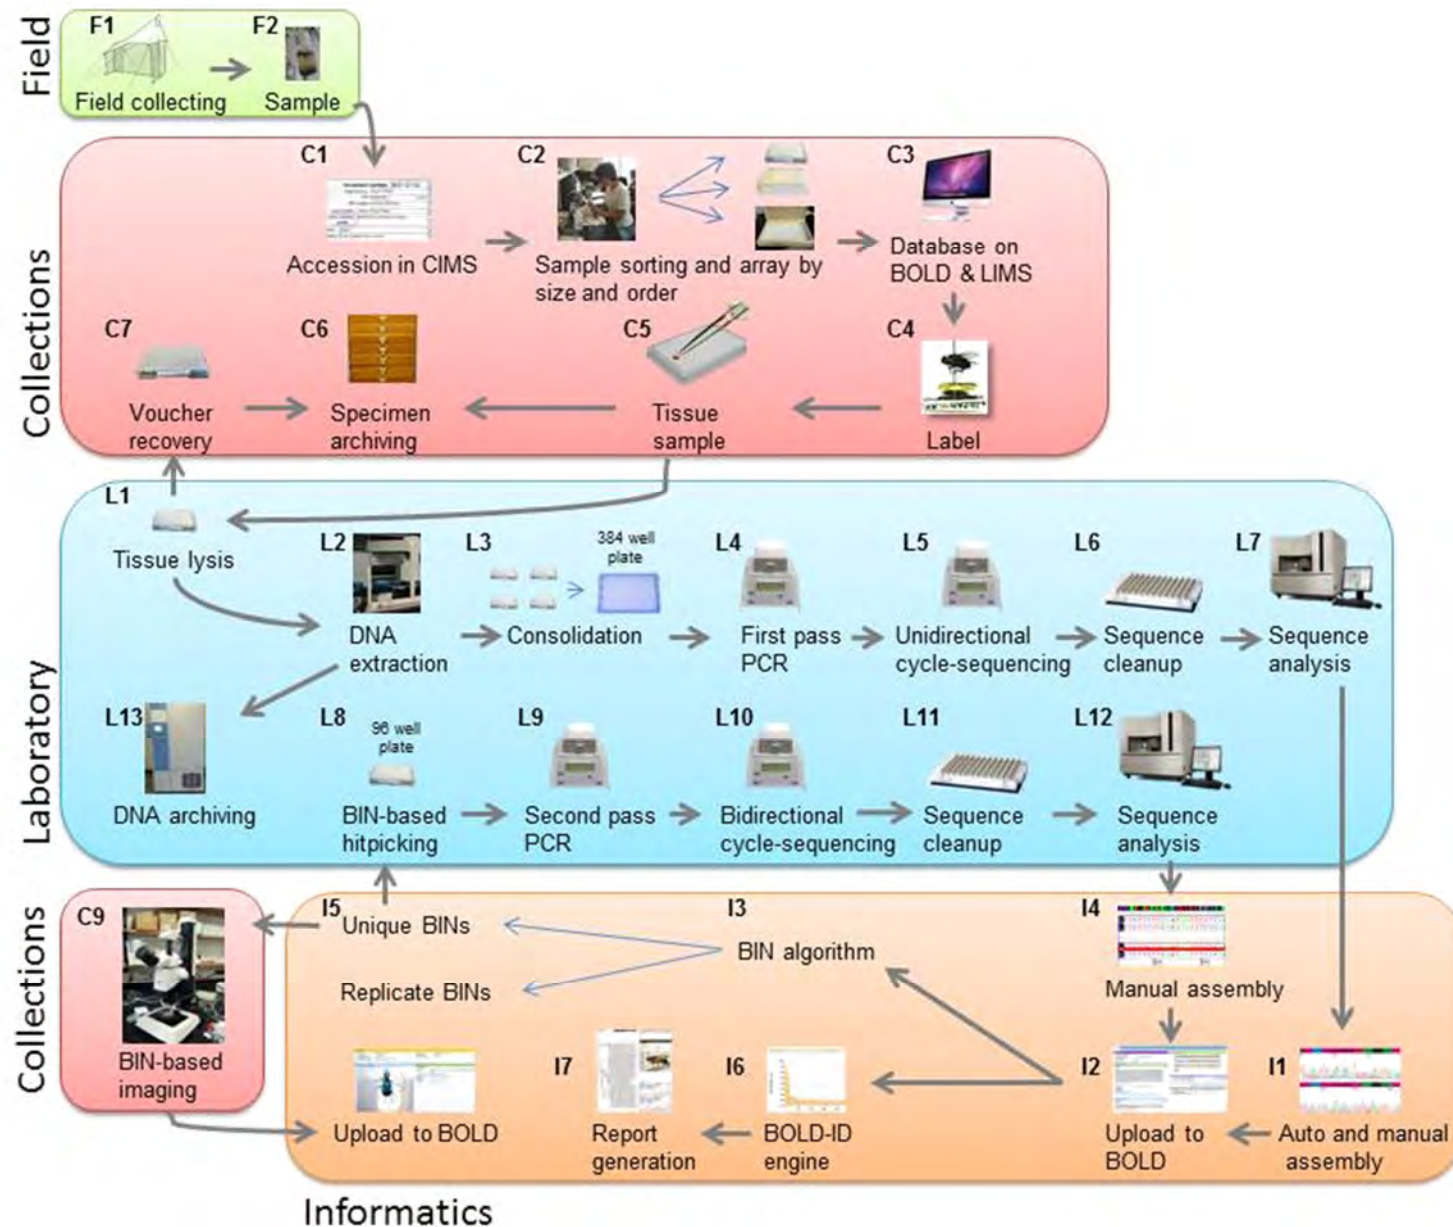 Field
F1
F2
Field collecting
Sample
Collections
C1
C2
C3
Accession in CIMS
Sample sorting and array by
size and order
Database on
BOLD & LIMS
C7
C6
C5
C4
Voucher
recovery
Specimen
archiving
Tissue
sample
Label
Laboratory
L1
Tissue lysis
L2
DNA
extraction
L3
384 well
plate
Consolidation
L4
First pass
PCR
L5
Unidirectional
cycle-sequencing
L6
Sequence
cleanup
L7
Sequence
analysis
L13
DNA archiving
L8
96 well
plate
BIN-based
hitpicking
L9
Second pass
PCR
L10
Bidirectional
cycle-sequencing
L11
Sequence
cleanup
L12
Sequence
analysis
Collections
C9
BIN-based
imaging
I5
Unique BINs
Replicate BINs
I3
BIN algorithm
I4
Manual assembly
Upload to BOLD
I7
Report
generation
I6
BOLD-ID
engine
I2
Upload to
BOLD
I1
Auto and manual
assembly
Informatics